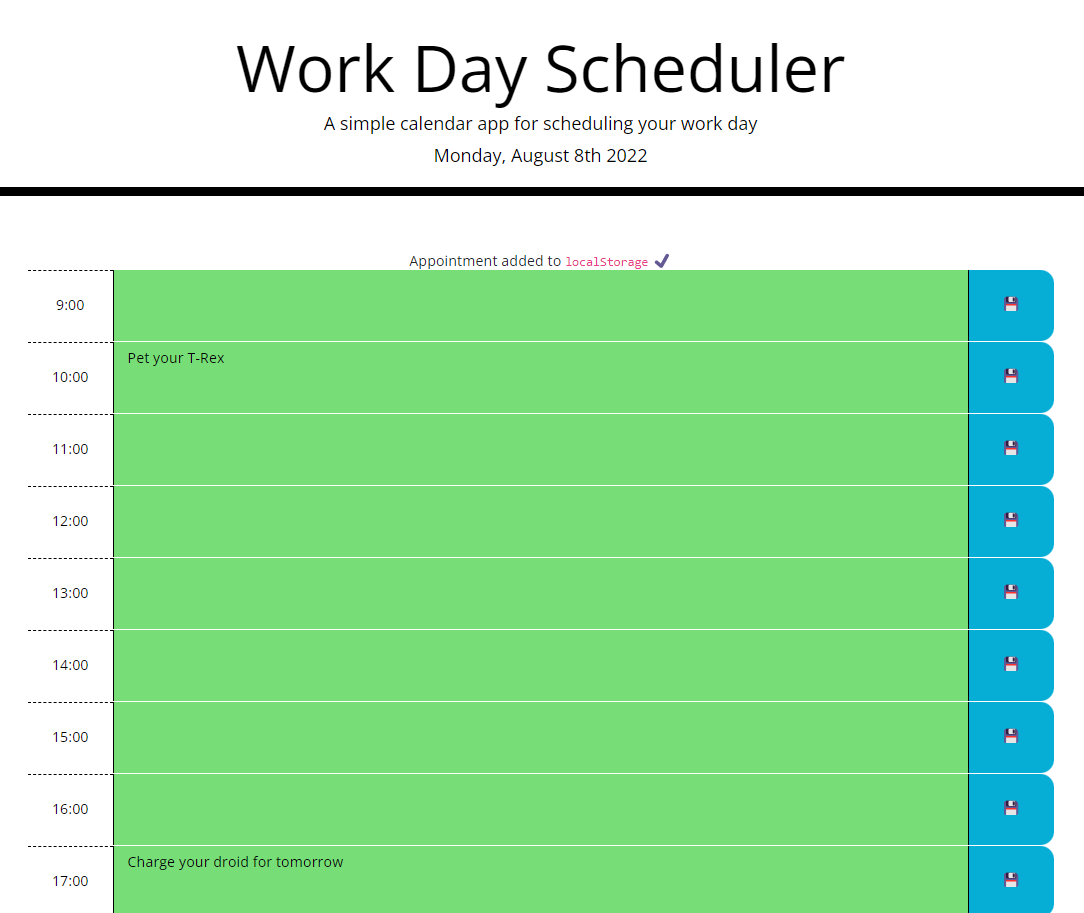 Work Day Scheduler
A simple calendar app for scheduling your work day
Monday, August 8th 2022
Appointment added to localStorage ✔
9:00
10:00 Pet your T-Rex
11:00
12:00
13:00
14:00
15:00
16:00
17:00 Charge your droid for tomorrow